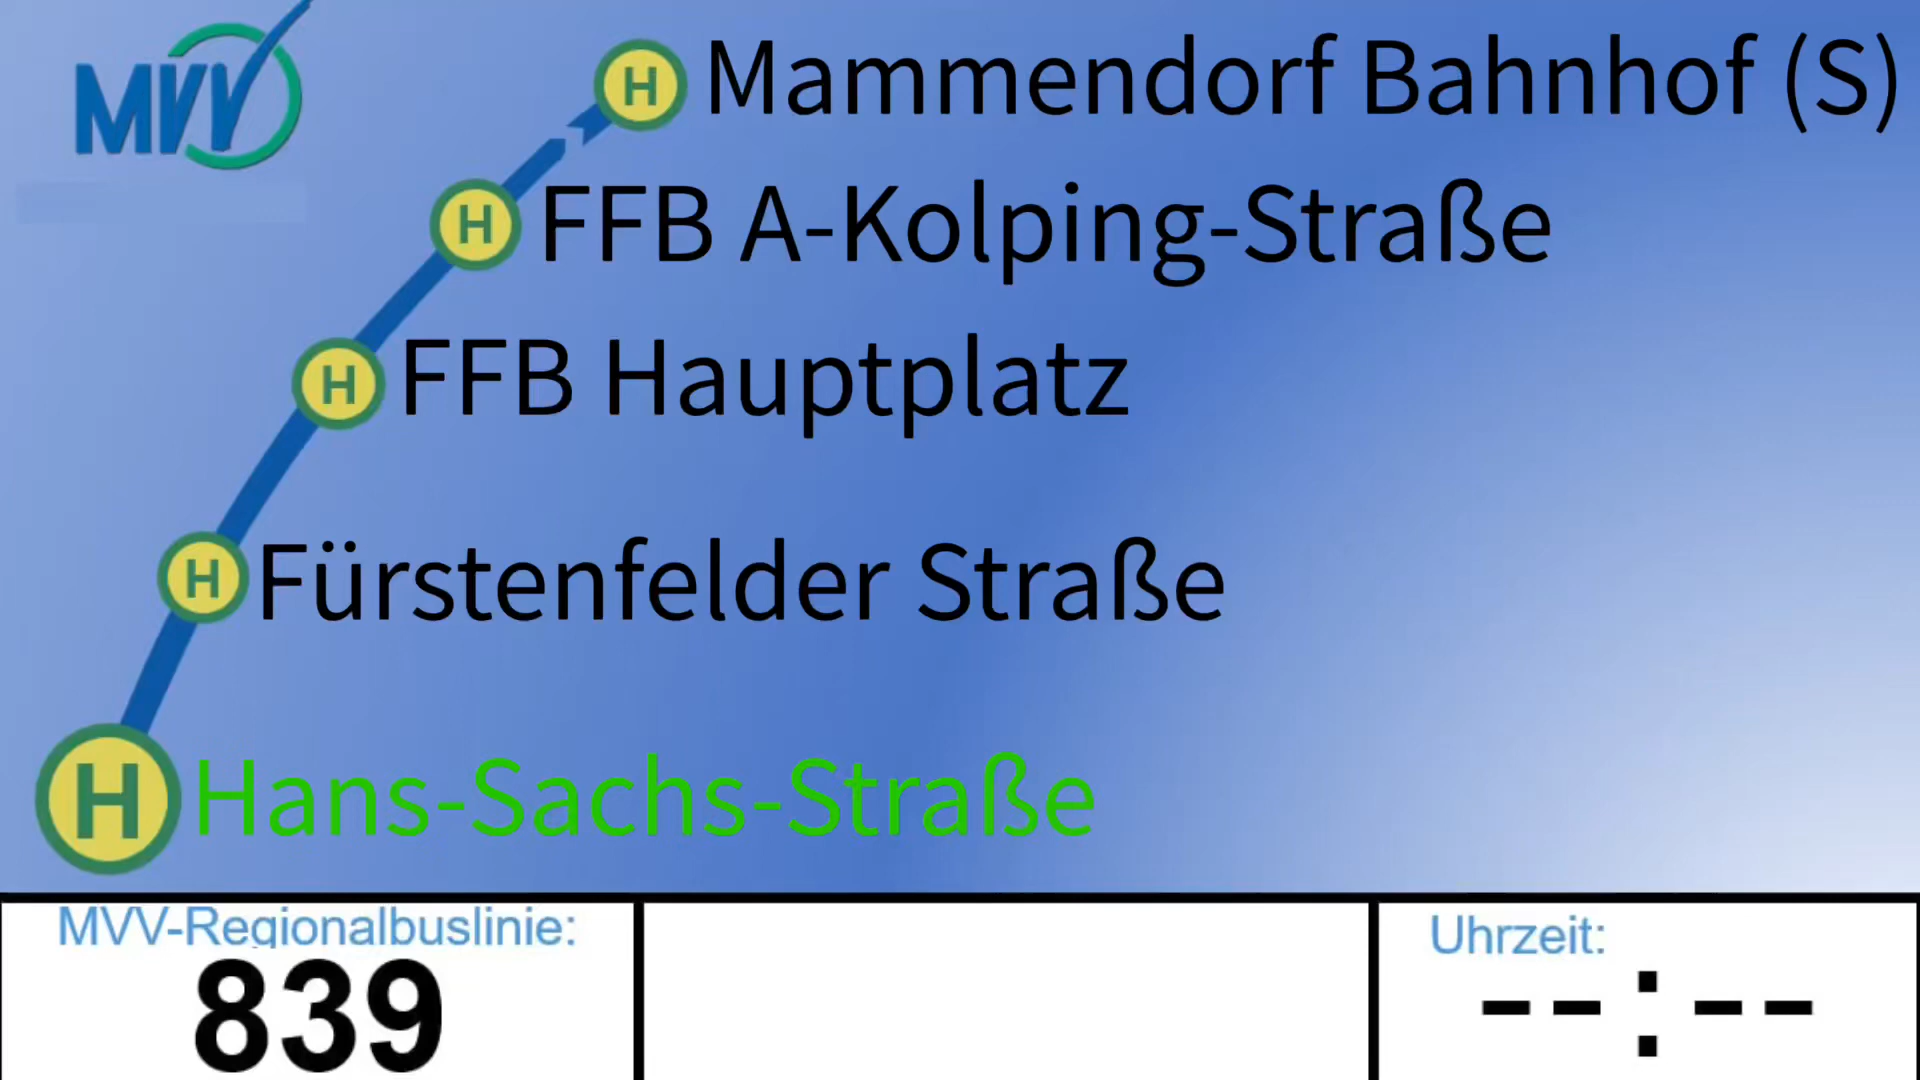 MVV
H Mammendorf Bahnhof (S)
H FFB A-Kolping-Straße
H FFB Hauptplatz
H Fürstenfelder Straße
H Hans-Sachs-Straße
MVV-Regionalbuslinie:
839
Uhrzeit:
--:--